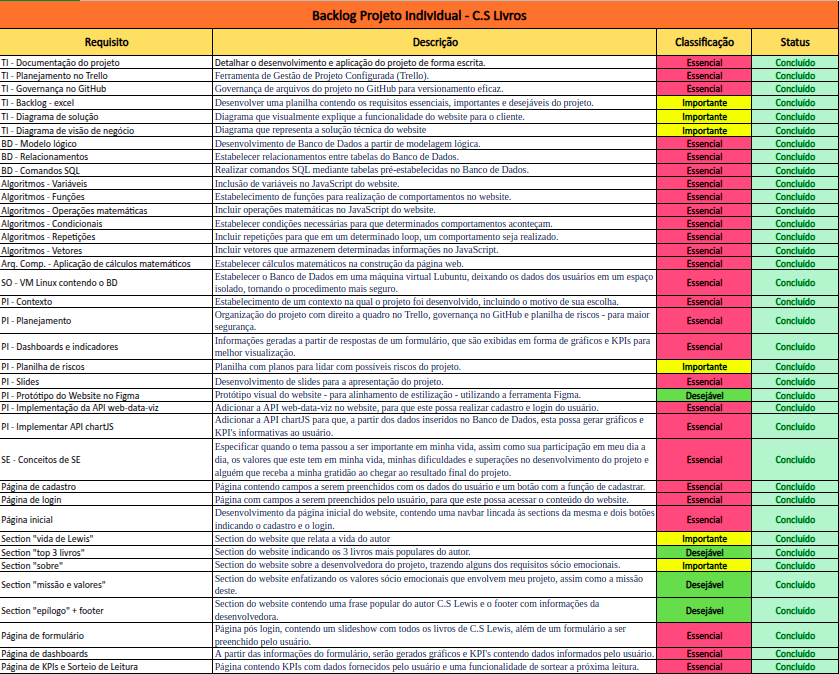 Backlog Projeto Individual - C.S Livros
Requisito Descrição Classificação Status
TI - Documentação do projeto Detalhar o desenvolvimento e aplicação do projeto de forma escrita. Essencial Concluído
TI - Planejamento no Trello Ferramenta de Gestão de Projeto Configurada (Trello). Essencial Concluído
TI - Governança no GitHub Governança de arquivos do projeto no GitHub para versionamento eficaz. Essencial Concluído
TI - Backlog - excel Desenvolver uma planilha contendo os requisitos essenciais, importantes e desejáveis do projeto. Importante Concluído
TI - Diagrama de solução Diagrama que visualmente explique a funcionalidade do website para o cliente. Importante Concluído
TI - Diagrama de visão de negócio Diagrama que representa a solução técnica do website Importante Concluído
BD - Modelo lógico Desenvolvimento de Banco de Dados a partir de modelagem lógica. Essencial Concluído
BD - Relacionamentos Estabelecer relacionamentos entre tabelas do Banco de Dados. Essencial Concluído
BD - Comandos SQL Realizar comandos SQL mediante tabelas pré-estabelecidas no Banco de Dados. Essencial Concluído
Algoritmos - Variáveis Inclusão de variáveis no JavaScript do website. Essencial Concluído
Algoritmos - Funções Estabelecimento de funções para realização de comportamentos no website. Essencial Concluído
Algoritmos - Operações matemáticas Incluir operações matemáticas no JavaScript do website. Essencial Concluído
Algoritmos - Condicionais Estabelecer condições necessárias para que determinados comportamentos aconteçam. Essencial Concluído
Algoritmos - Repetições Incluir repetições para que em um determinado loop, um comportamento seja realizado. Essencial Concluído
Algoritmos - Vetores Incluir vetores que armazenem determinadas informações no JavaScript. Essencial Concluído
Arq. Comp. - Aplicação de cálculos matemáticos Estabelecer cálculos matemáticos na construção da página web. Essencial Concluído
SO - VM Linux contendo o BD Estabelecer o Banco de Dados em uma máquina virtual Lubuntu, deixando os dados dos usuários em um espaço
isolado, tornando o procedimento mais seguro. Essencial Concluído
PI - Contexto Estabelecimento de um contexto na qual o projeto foi desenvolvido, incluindo o motivo de sua escolha. Essencial Concluído
PI - Planejamento Organização do projeto com direito a quadro no Trello, governança no GitHub e planilha de riscos - para maior
segurança. Essencial Concluído
PI - Dashboards e indicadores Informações geradas a partir de respostas de um formulário, que são exibidas em forma de gráficos e KPIs para
melhor visualização. Essencial Concluído
PI - Planilha de riscos Planilha com planos para lidar com possíveis riscos do projeto. Importante Concluído
PI - Slides Desenvolvimento de slides para a apresentação do projeto. Essencial Concluído
PI - Protótipo do Website no Figma Protótipo visual do website - para alinhamento de estilização - utilizando a ferramenta Figma. Desejável Concluído
PI - Implementação da API web-data-viz Adicionar a API web-data-viz no website, para que este possa realizar cadastro e login do usuário. Essencial Concluído
PI - Implementar API chartJS Adicionar a API chartJS para que, a partir dos dados inseridos no Banco de Dados, esta possa gerar gráficos e
KPI's informativas ao usuário. Essencial Concluído
SE - Conceitos de SE Especificar quando o tema passou a ser importante em minha vida, assim como sua participação em meu dia a
dia, os valores que este tem em minha vida, minhas dificuldades e superações no desenvolvimento do projeto e
alguém que receba a minha gratidão ao chegar ao resultado final do projeto. Essencial Concluído
Página de cadastro Página contendo campos a serem preenchidos com os dados do usuário e um botão com a função de cadastrar. Essencial Concluído
Página de login Página com campos a serem preenchidos pelo usuário, para que este possa acessar o conteúdo do website. Essencial Concluído
Página inicial Desenvolvimento da página inicial do website, contendo uma navbar lincada às sections da mesma e dois botões
indicando o cadastro e o login. Essencial Concluído
Section "vida de Lewis" Section do website que relata a vida do autor Importante Concluído
Section "top 3 livros" Section do website indicando os 3 livros mais populares do autor. Desejável Concluído
Section "sobre" Section do website sobre a desenvolvedora do projeto, trazendo alguns dos requisitos sócio emocionais. Importante Concluído
Section "missão e valores" Section do website enfatizando os valores sócio emocionais que envolvem meu projeto, assim como a missão
deste. Desejável Concluído
Section "epílogo" + footer Section do website contendo uma frase popular do autor C.S Lewis e o footer com informações da
desenvolvedora. Desejável Concluído
Página de formulário Página pós login, contendo um slideshow com todos os livros de C.S Lewis, além de um formulário a ser
preenchido pelo usuário. Essencial Concluído
Página de dashboards A partir das informações do formulário, serão gerados gráficos e KPI's contendo dados informados pelo usuário. Essencial Concluído
Página de KPIs e Sorteio de Leitura Página contendo KPIs com dados fornecidos pelo usuário e uma funcionalidade de sortear a próxima leitura. Essencial Concluído